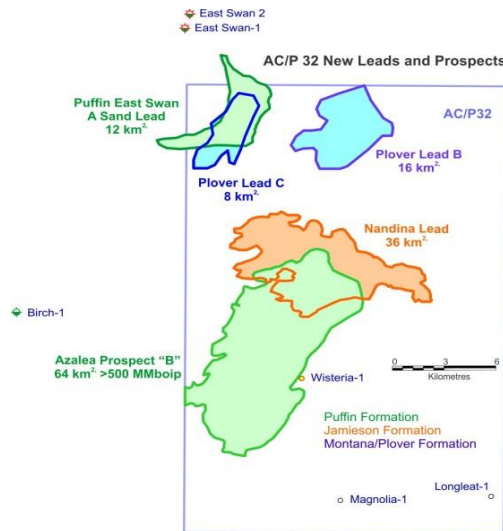 East Swan 2
East Swan-1
AC/P 32 New Leads and Prospects
AC/P32
Puffin East Swan
A Sand Lead
12 km²·
Plover Lead B
16 km²·
Plover Lead C
8 km²·
Nandina Lead
36 km²·
Birch-1
Azalea Prospect "B"
64 km²· >500 MMboip
Wisteria-1
0 3 6
Kilometres
Puffin Formation
Jamieson Formation
Montana/Plover Formation
Magnolia-1
Longleat-1